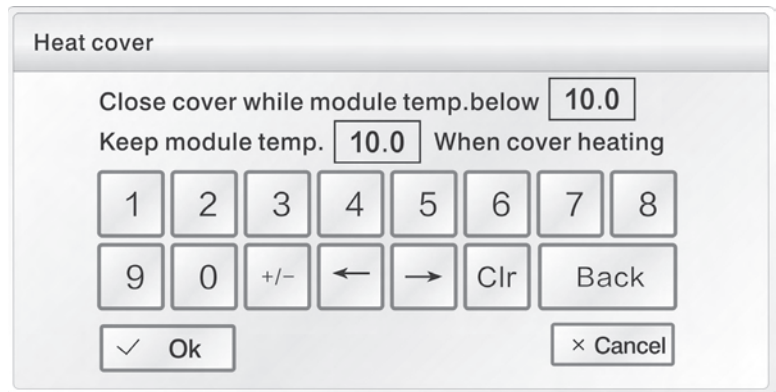 Heat cover
Close cover while module temp.below 10.0
Keep module temp. 10.0 When cover heating
1 2 3 4 5 6 7 8
9 0 +/- ← → Clr Back
✓ Ok × Cancel